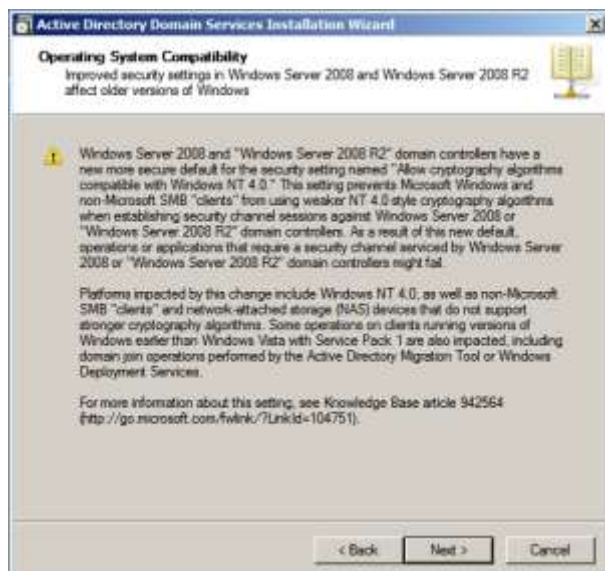 Active Directory Domain Services Installation Wizard
Operating System Compatibility
Improved security settings in Windows Server 2008 and Windows Server 2008 R2
affect older versions of Windows
Windows Server 2008 and "Windows Server 2008 R2" domain controllers have a
new more secure default for the security setting named "Allow cryptography algorithms
compatible with Windows NT 4.0." This setting prevents Microsoft Windows and
non-Microsoft SMB "clients" from using weaker NT 4.0 style cryptography algorithms
when establishing security channel sessions against Windows Server 2008 or
"Windows Server 2008 R2" domain controllers. As a result of this new default,
operations or applications that require a security channel serviced by Windows Server
2008 or "Windows Server 2008 R2" domain controllers might fail.
Platforms impacted by this change include Windows NT 4.0, as well as non-Microsoft
SMB "clients" and network-attached storage (NAS) devices that do not support
stronger cryptography algorithms. Some operations on clients running versions of
Windows earlier than Windows Vista with Service Pack 1 are also impacted, including
domain join operations performed by the Active Directory Migration Tool or Windows
Deployment Services.
For more information about this setting, see Knowledge Base article 942564
(http://go.microsoft.com/fwlink/?LinkId=104751).
< Back
Next >
Cancel